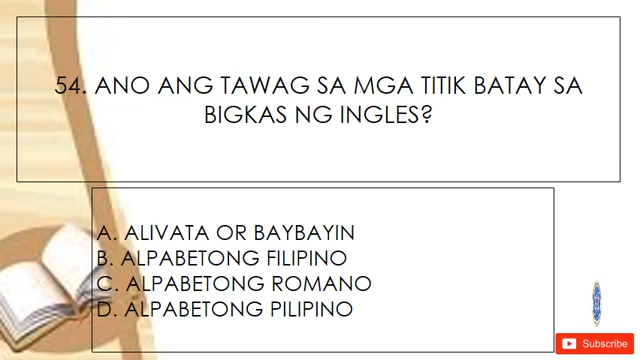 54. ANO ANG TAWAG SA MGA TITIK BATAY SA
BIGKAS NG INGLES?
A. ALIVATA OR BAYBAYIN
B. ALPABETONG FILIPINO
C. ALPABETONG ROMANO
D. ALPABETONG PILIPINO
Subscribe